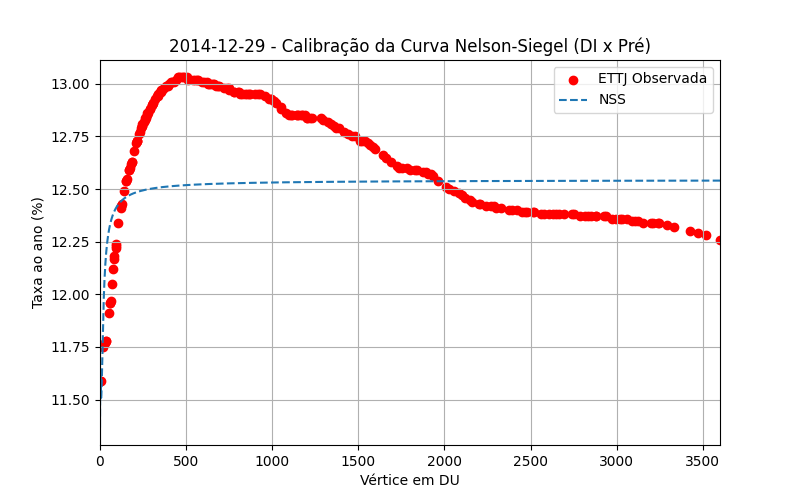 2014-12-29 - Calibração da Curva Nelson-Siegel (DI x Pré)
ETTJ Observada
NSS
Taxa ao ano (%)
13.00
12.75
12.50
12.25
12.00
11.75
11.50
0 500 1000 1500 2000 2500 3000 3500
Vértice em DU